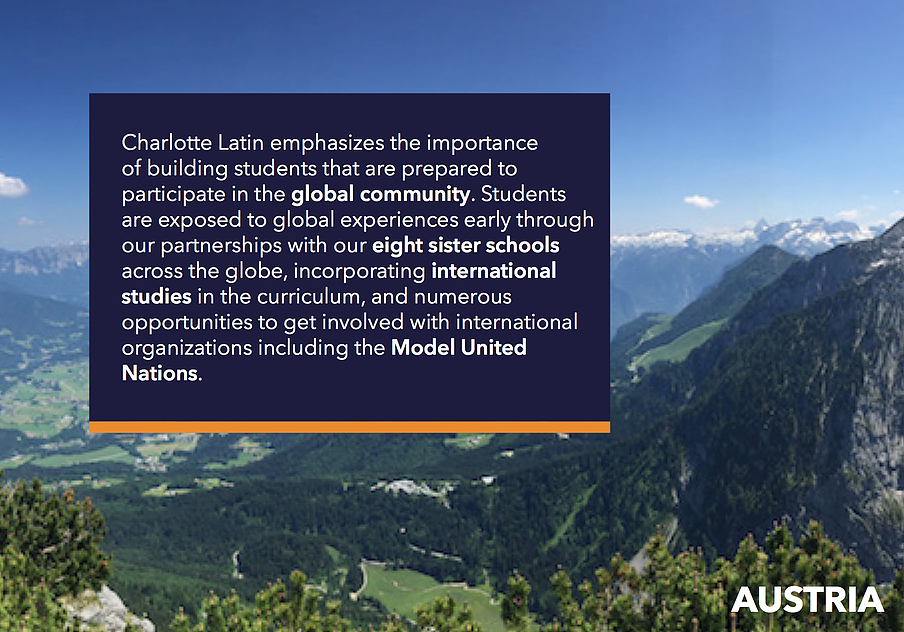 Charlotte Latin emphasizes the importance
of building students that are prepared to
participate in the global community. Students
are exposed to global experiences early through
our partnerships with our eight sister schools
across the globe, incorporating international
studies in the curriculum, and numerous
opportunities to get involved with international
organizations including the Model United
Nations.
AUSTRIA